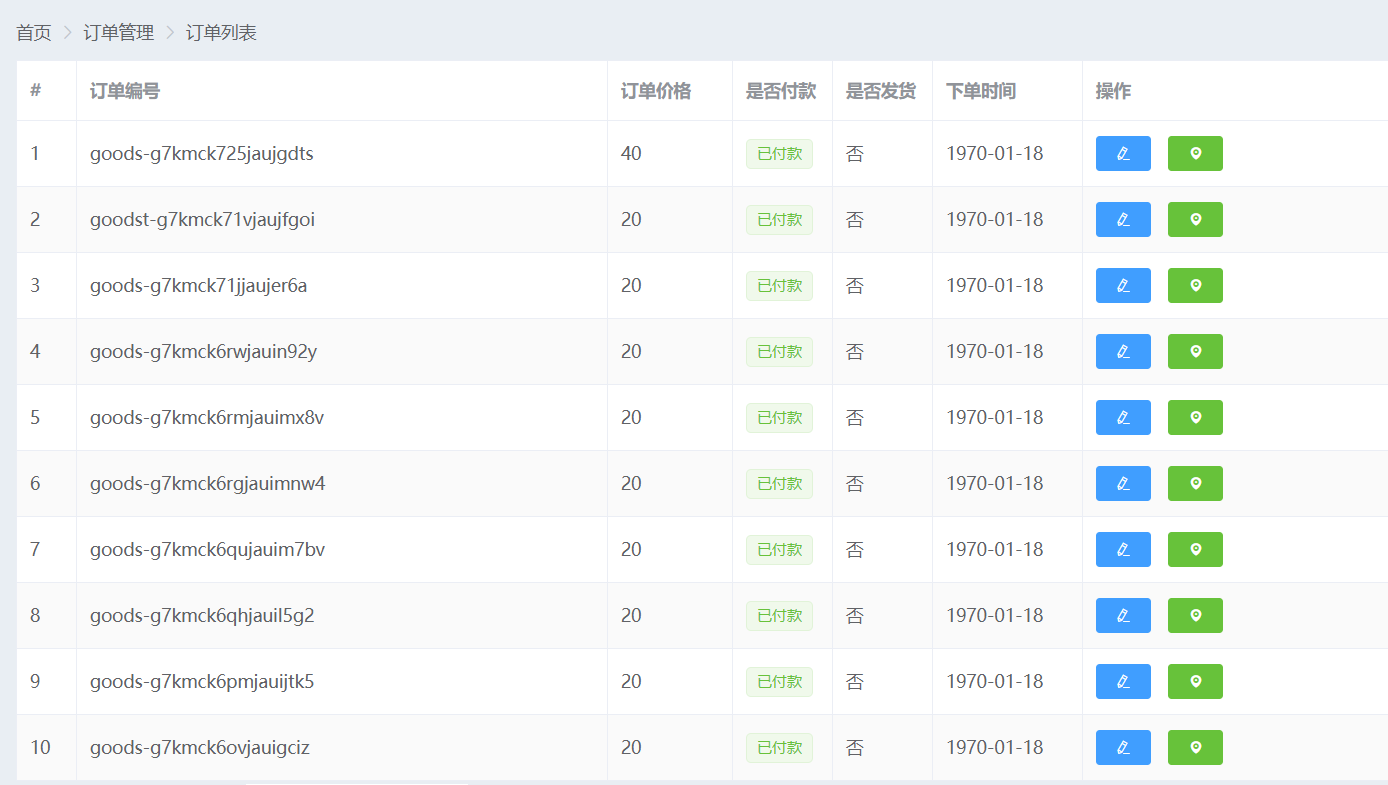 首页 > 订单管理 > 订单列表
# 订单编号 订单价格 是否付款 是否发货 下单时间 操作
1 goods-g7kmck725jaujgdts 40 已付款 否 1970-01-18
2 goodst-g7kmck71vjaujfgoi 20 已付款 否 1970-01-18
3 goods-g7kmck71jjaujer6a 20 已付款 否 1970-01-18
4 goods-g7kmck6rwjauin92y 20 已付款 否 1970-01-18
5 goods-g7kmck6rmjauimx8v 20 已付款 否 1970-01-18
6 goods-g7kmck6rgjauimnw4 20 已付款 否 1970-01-18
7 goods-g7kmck6qujauim7bv 20 已付款 否 1970-01-18
8 goods-g7kmck6qhjauil5g2 20 已付款 否 1970-01-18
9 goods-g7kmck6pmjauijtk5 20 已付款 否 1970-01-18
10 goods-g7kmck6ovjauigciz 20 已付款 否 1970-01-18